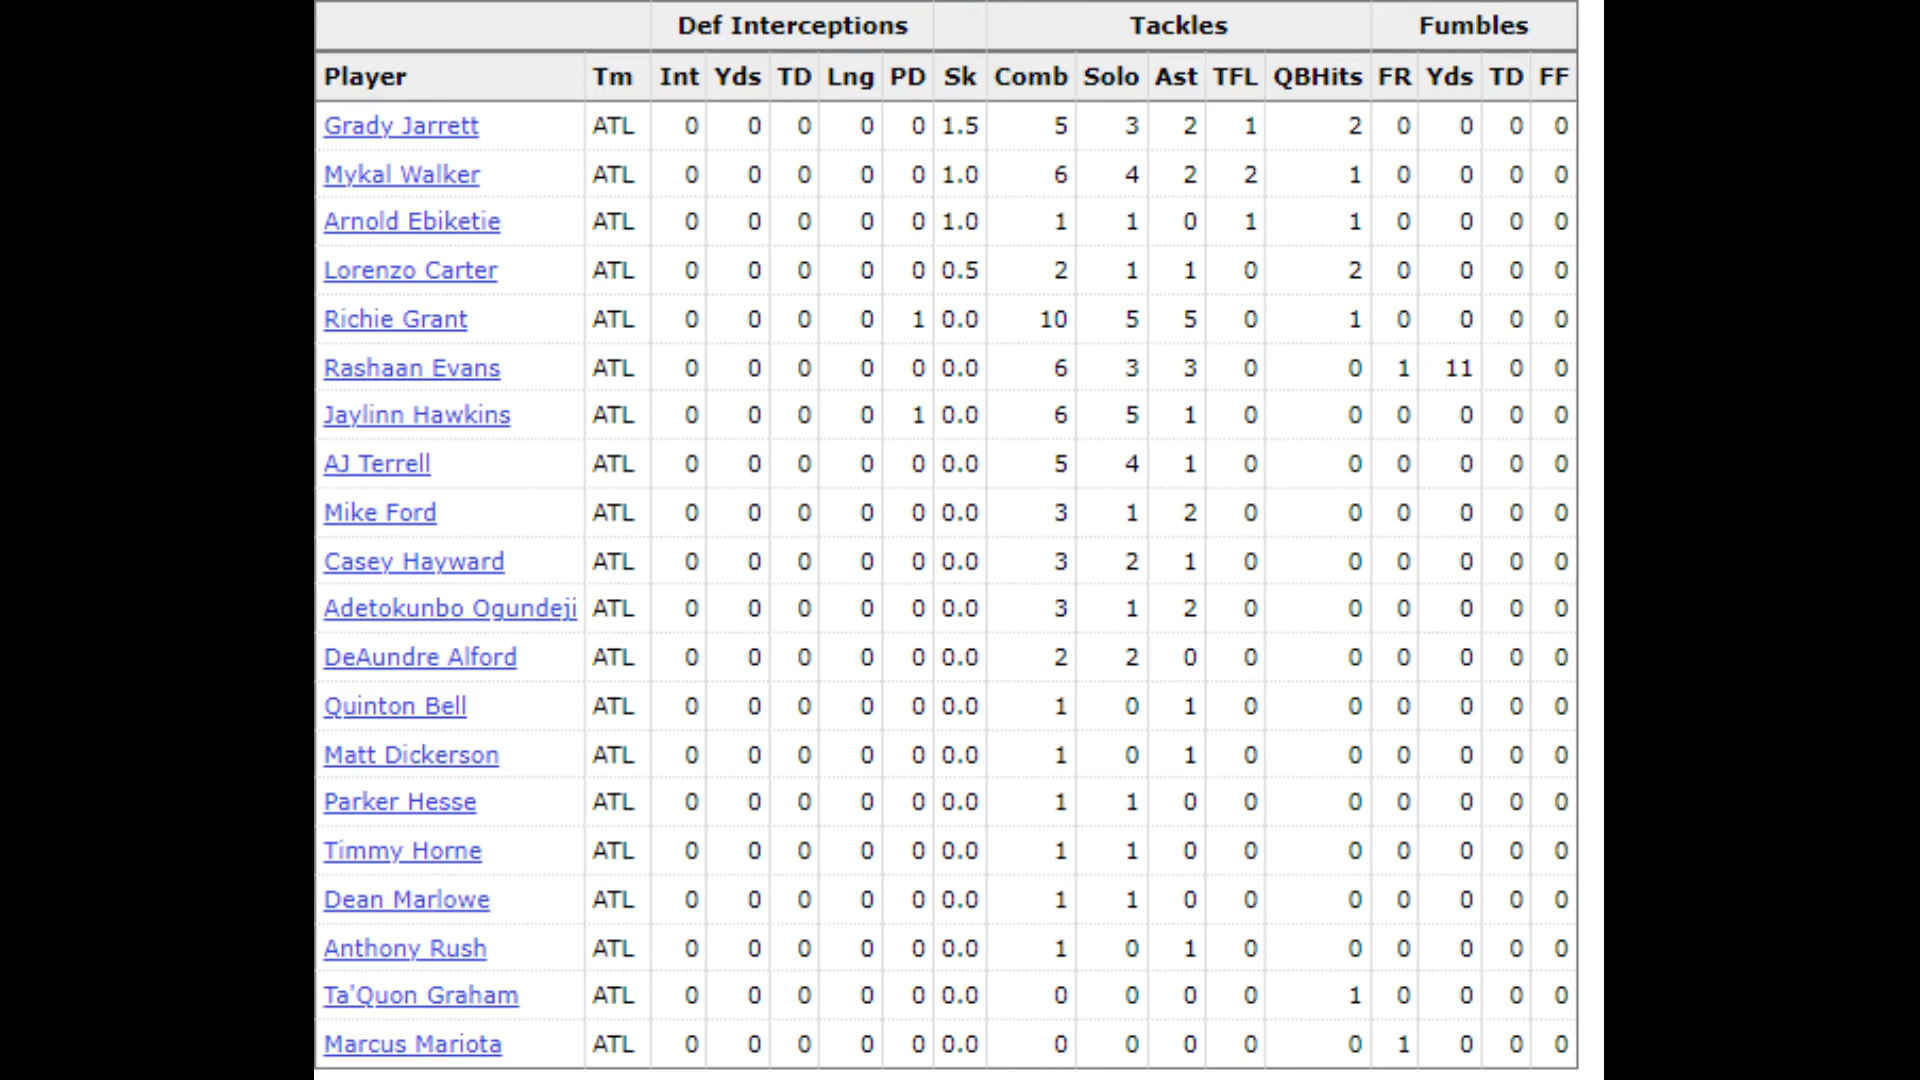 Def Interceptions Tackles Fumbles
Player Tm Int Yds TD Lng PD Sk Comb Solo Ast TFL QBHits FR Yds TD FF
Grady Jarrett ATL 0 0 0 0 0 1.5 5 3 2 1 2 0 0 0 0
Mykal Walker ATL 0 0 0 0 0 1.0 6 4 2 2 1 0 0 0 0
Arnold Ebiketie ATL 0 0 0 0 0 1.0 1 1 0 1 1 0 0 0 0
Lorenzo Carter ATL 0 0 0 0 0 0.5 2 1 1 0 2 0 0 0 0
Richie Grant ATL 0 0 0 0 1 0.0 10 5 5 0 1 0 0 0 0
Rashaan Evans ATL 0 0 0 0 0 0.0 6 3 3 0 0 1 11 0 0
Jaylinn Hawkins ATL 0 0 0 0 1 0.0 6 5 1 0 0 0 0 0 0
AJ Terrell ATL 0 0 0 0 0 0.0 5 4 1 0 0 0 0 0 0
Mike Ford ATL 0 0 0 0 0 0.0 3 1 2 0 0 0 0 0 0
Casey Hayward ATL 0 0 0 0 0 0.0 3 2 1 0 0 0 0 0 0
Adetokunbo Ogundeji ATL 0 0 0 0 0 0.0 3 1 2 0 0 0 0 0 0
DeAundre Alford ATL 0 0 0 0 0 0.0 2 2 0 0 0 0 0 0 0
Quinton Bell ATL 0 0 0 0 0 0.0 1 0 1 0 0 0 0 0 0
Matt Dickerson ATL 0 0 0 0 0 0.0 1 0 1 0 0 0 0 0 0
Parker Hesse ATL 0 0 0 0 0 0.0 1 1 0 0 0 0 0 0 0
Timmy Horne ATL 0 0 0 0 0 0.0 1 1 0 0 0 0 0 0 0
Dean Marlowe ATL 0 0 0 0 0 0.0 1 1 0 0 0 0 0 0 0
Anthony Rush ATL 0 0 0 0 0 0.0 1 0 1 0 0 0 0 0 0
Ta'Quon Graham ATL 0 0 0 0 0 0.0 0 0 0 0 1 0 0 0 0
Marcus Mariota ATL 0 0 0 0 0 0.0 0 0 0 0 0 1 0 0 0